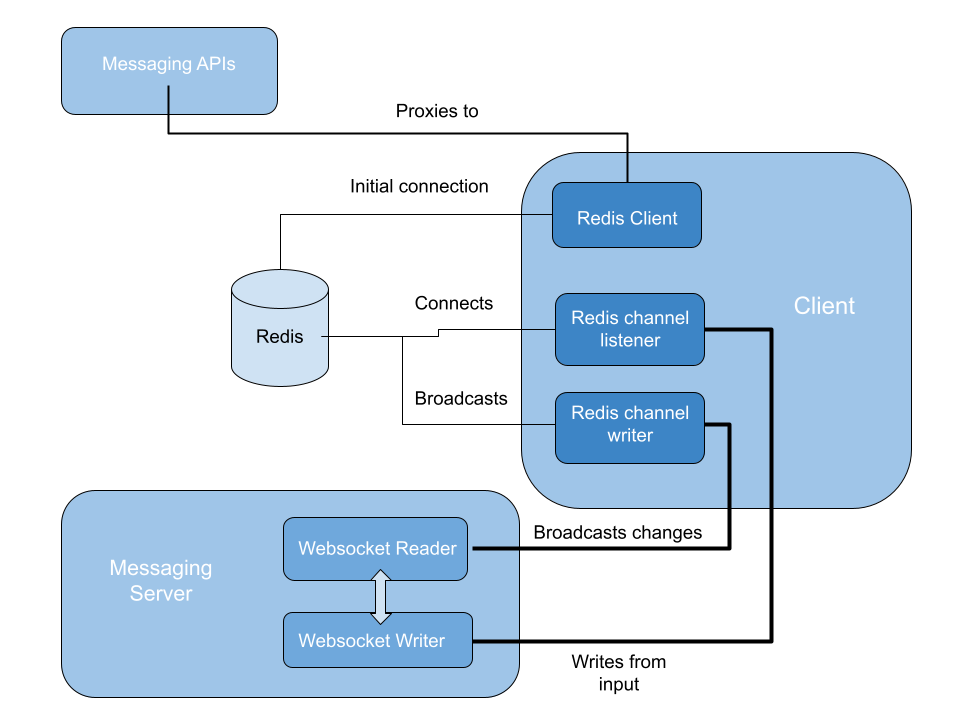 Messaging APIs
Proxies to
Initial connection
Redis Client
Connects
Client
Redis channel
listener
Redis
Broadcasts
Redis channel
writer
Broadcasts changes
Websocket Reader
Messaging
Server
Websocket Writer
Writes from
input